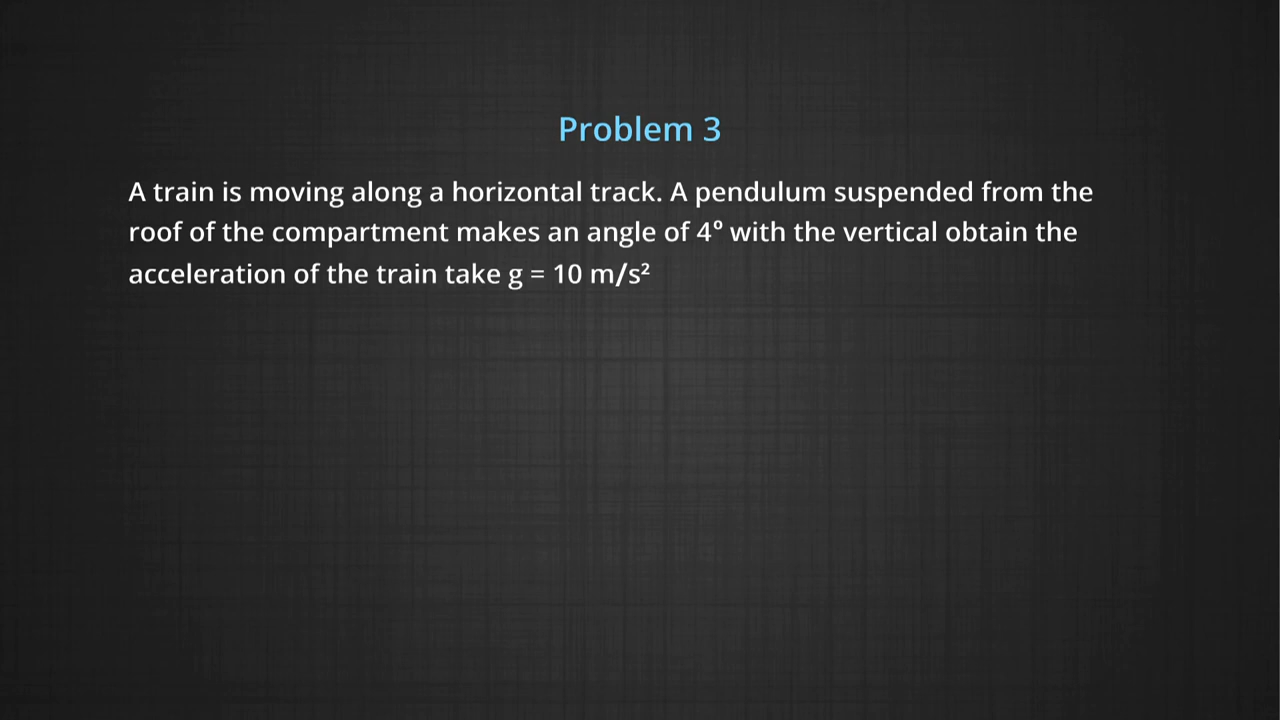 Problem 3
A train is moving along a horizontal track. A pendulum suspended from the
roof of the compartment makes an angle of 4º with the vertical obtain the
acceleration of the train take g = 10 m/s²